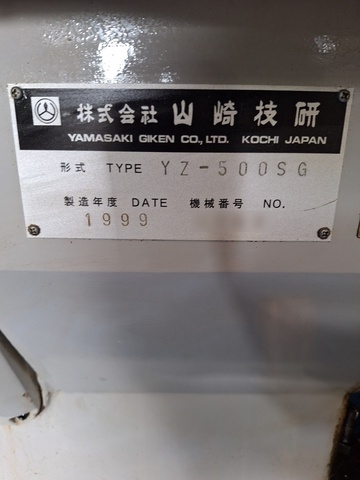 株式会社 山崎技研
YAMASAKI GIKEN CO., LTD. KOCHI JAPAN
形式 TYPE YZ-500SG
製造年度 DATE 機械番号 NO.
1999